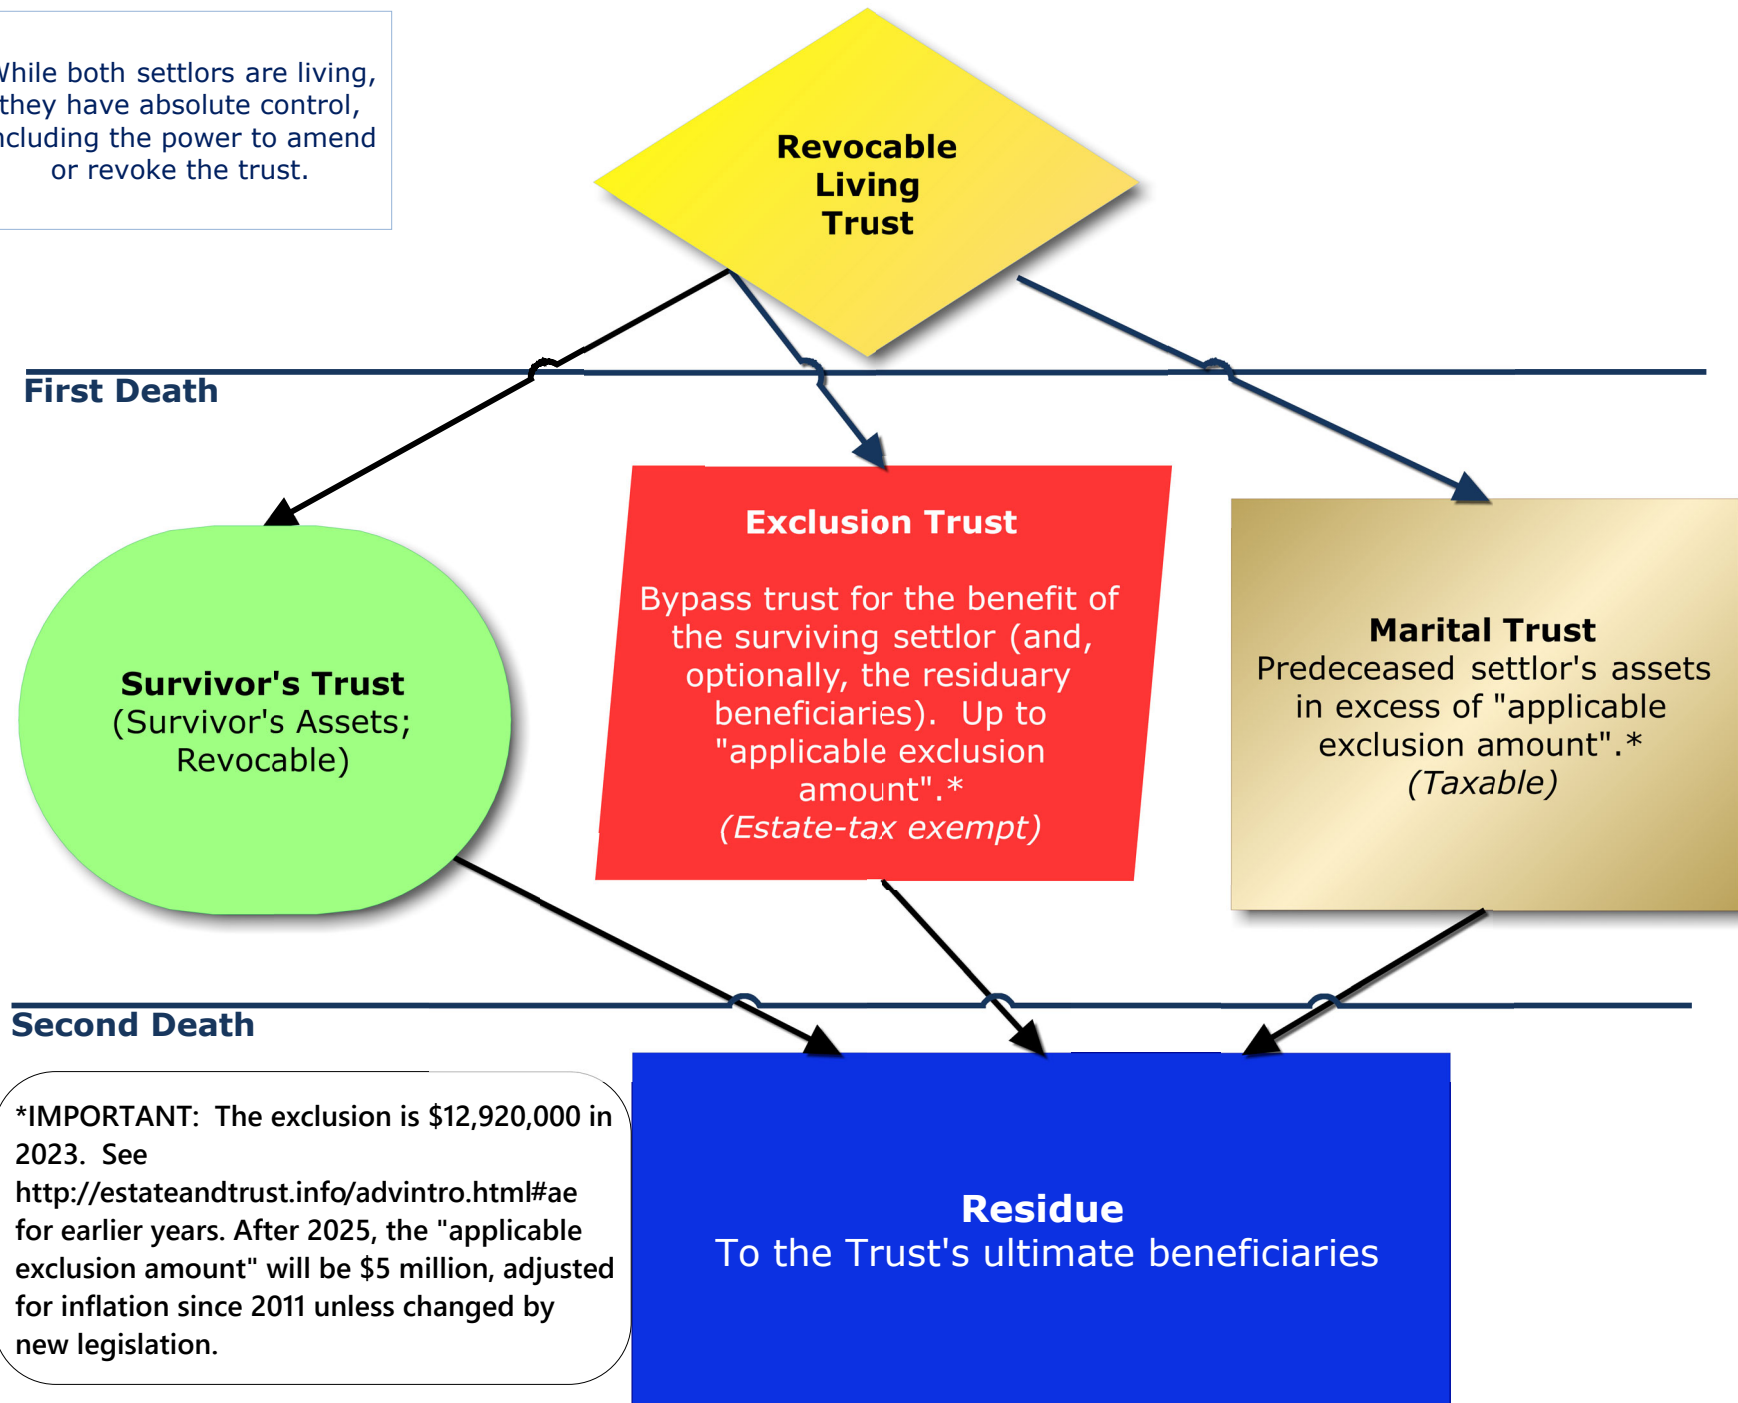 While both settlors are living,
they have absolute control,
including the power to amend
or revoke the trust.
Revocable
Living
Trust
First Death
Survivor's Trust
(Survivor's Assets;
Revocable)
Exclusion Trust
Bypass trust for the benefit of
the surviving settlor (and,
optionally, the residuary
beneficiaries).  Up to
"applicable exclusion
amount".*
(Estate-tax exempt)
Marital Trust
Predeceased settlor's assets
in excess of "applicable
exclusion amount".*
(Taxable)
Second Death
*IMPORTANT:  The exclusion is $12,920,000 in
2023.  See
http://estateandtrust.info/advintro.html#ae
for earlier years. After 2025, the "applicable
exclusion amount" will be $5 million, adjusted
for inflation since 2011 unless changed by
new legislation.
Residue
To the Trust's ultimate beneficiaries